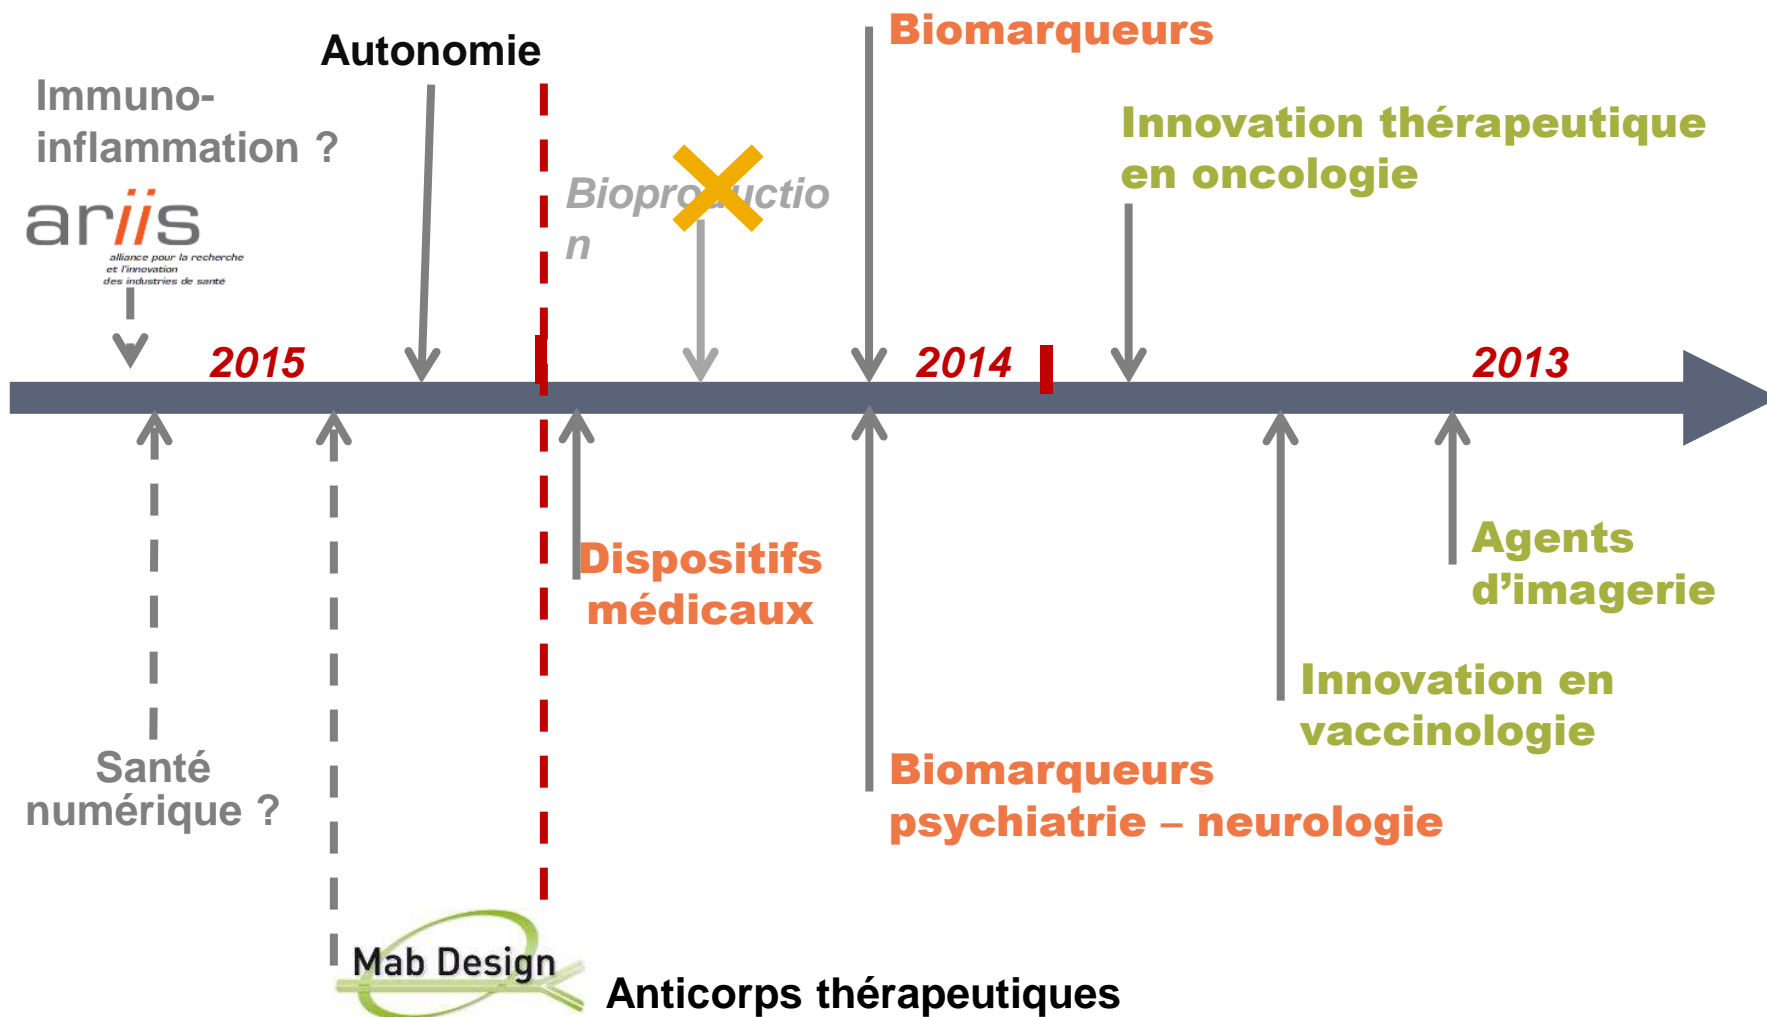 Biomarqueurs
Autonomie
Immuno-
inflammation ?
Innovation thérapeutique
en oncologie
Bioproductio
n
ariis
alliance pour la recherche
et l'innovation
des industries de santé
2015
2014
2013
Dispositifs
médicaux
Agents
d’imagerie
Innovation en
vaccinologie
Santé
numérique ?
Biomarqueurs
psychiatrie – neurologie
Mab Design
Anticorps thérapeutiques